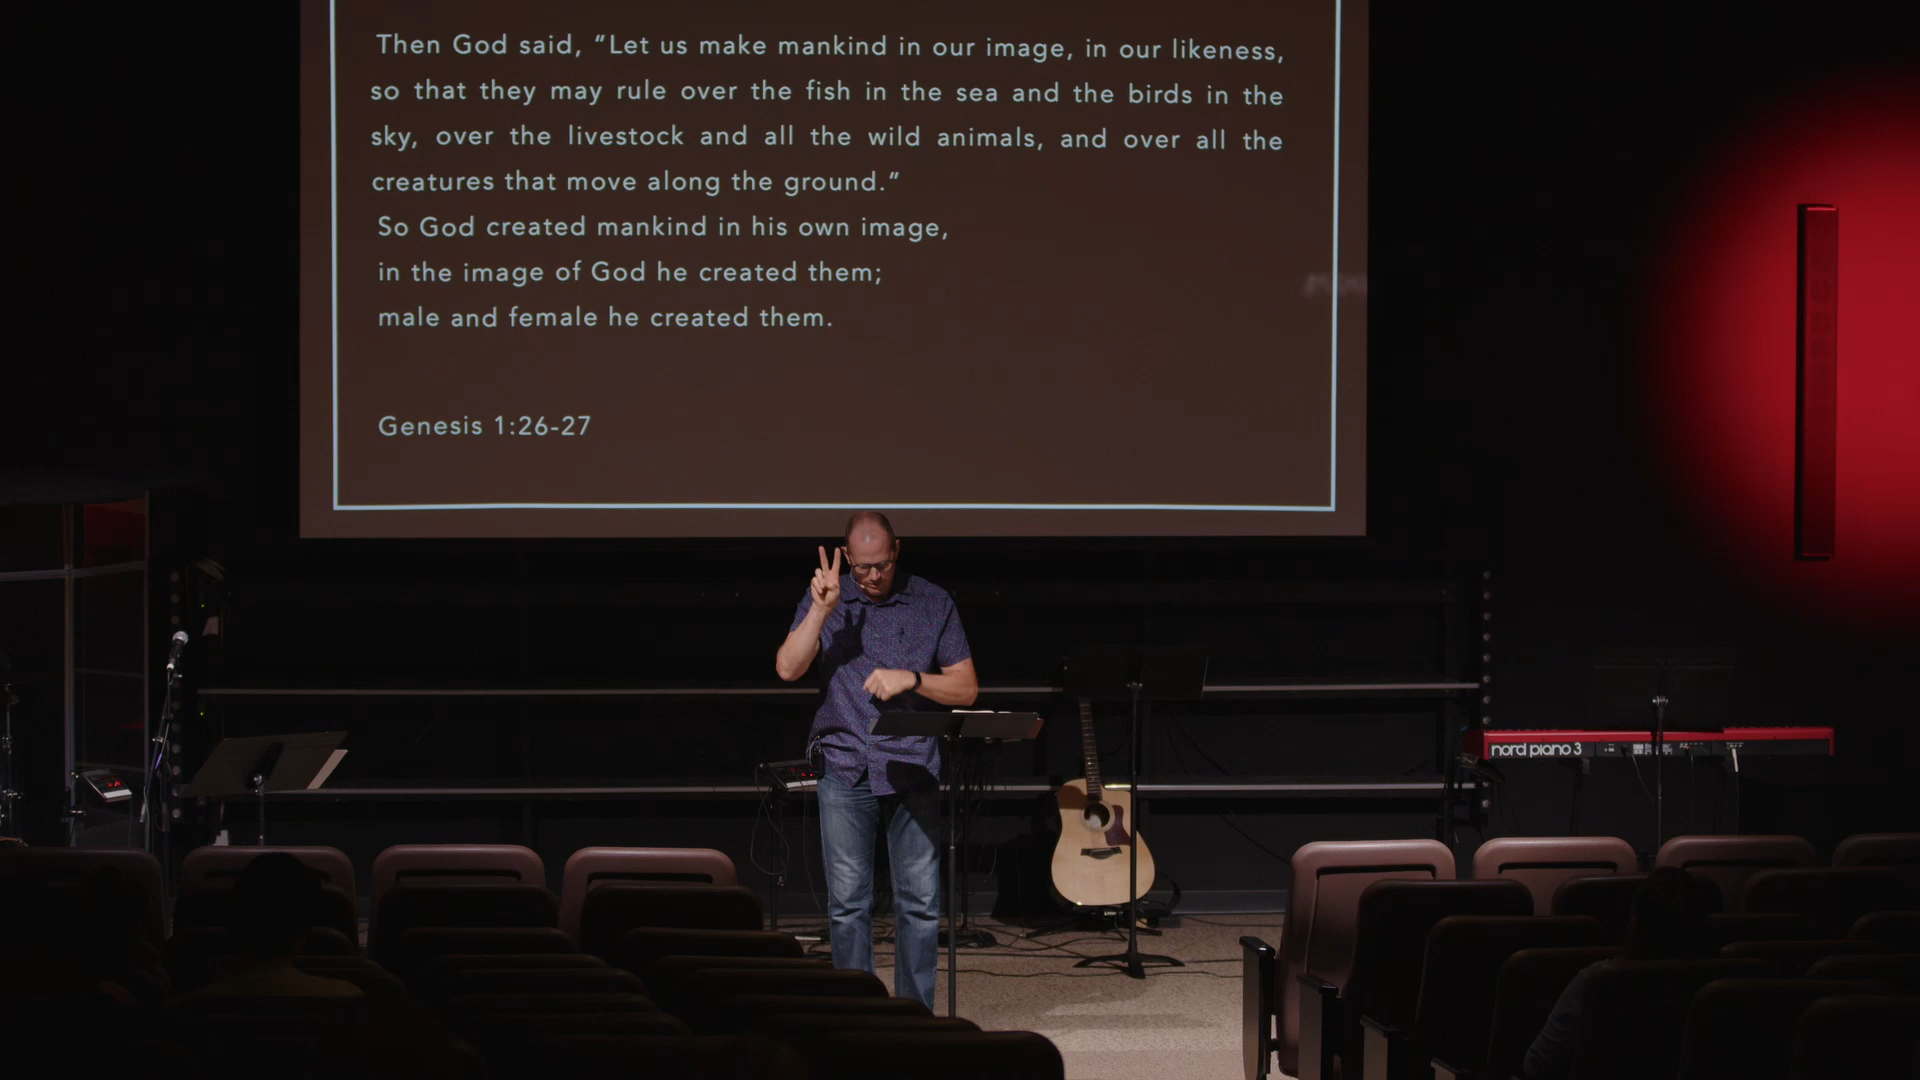 Then God said, “Let us make mankind in our image, in our likeness,
so that they may rule over the fish in the sea and the birds in the
sky, over the livestock and all the wild animals, and over all the
creatures that move along the ground.”
So God created mankind in his own image,
in the image of God he created them;
male and female he created them.
Genesis 1:26-27
nord piano 3